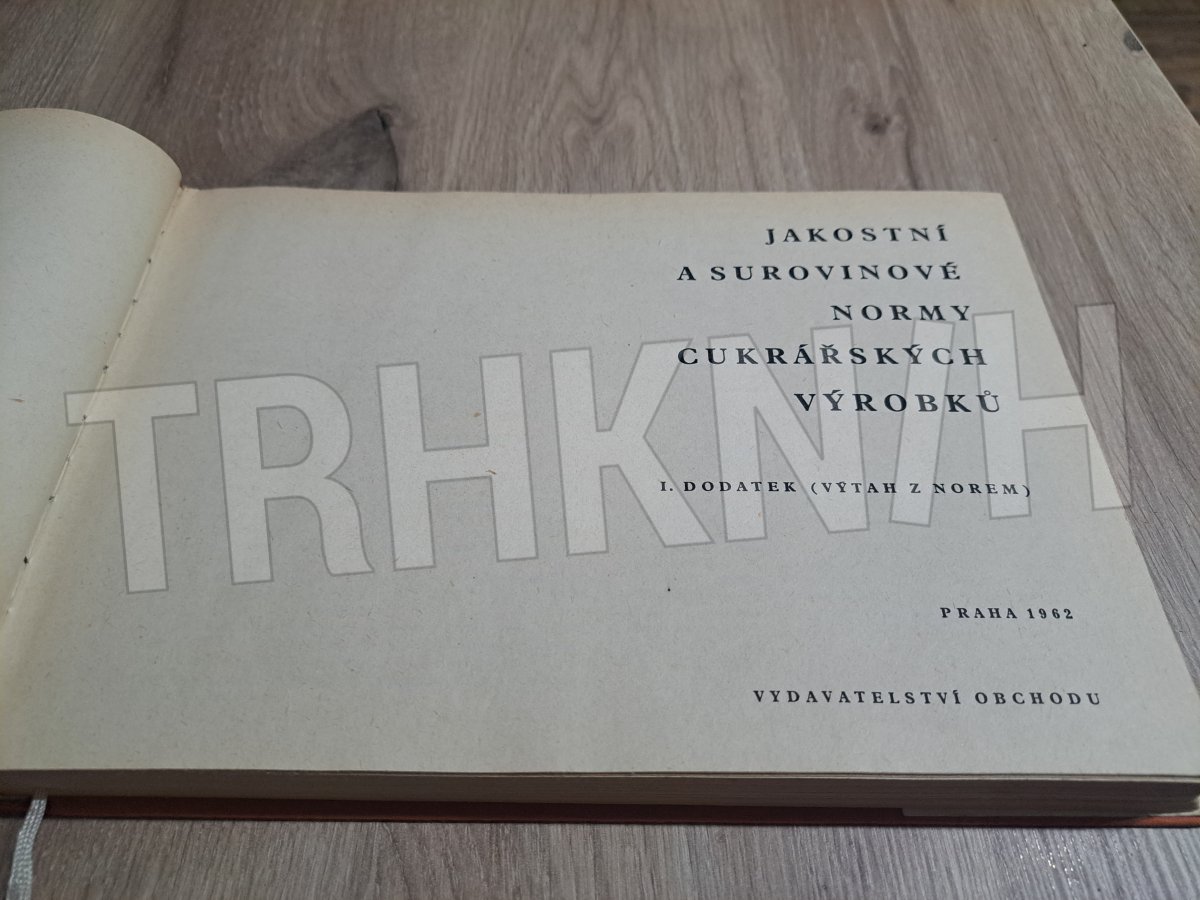 JAKOSTNÍ
A SUROVINOVÉ
NORMY
CUKRÁŘSKÝCH
VÝROBKŮ
I. DODATEK (VÝTAH Z NOREM)
PRAHA 1962
VYDAVATELSTVÍ OBCHODU
TRHKNIH